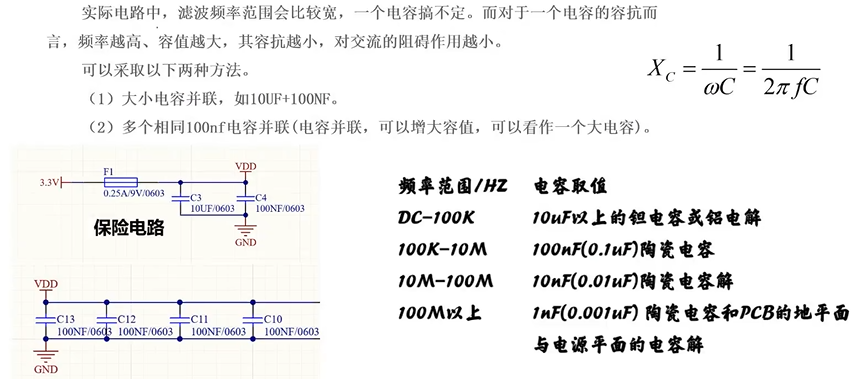 实际电路中，滤波频率范围会比较宽，一个电容搞不定。而对于一个电容的容抗而
言，频率越高、容值越大，其容抗越小，对交流的阻碍作用越小。
可以采取以下两种方法。
（1）大小电容并联，如10UF+100NF。
（2）多个相同100nf电容并联(电容并联，可以增大容值，可以看作一个大电容)。
X_C = 1/ωC = 1/2πfC
F1
VDD
3.3V
0.25A/9V/0603
C3
C4
10UF/0603
100NF/0603
保险电路
GND
VDD
C13
C12
C11
C10
100NF/0603
100NF/0603
100NF/0603
100NF/0603
GND
频率范围/HZ 电容取值
DC-100K 10uF以上的钽电容或铝电解
100K-10M 100nF(0.1uF)陶瓷电容
10M-100M 10nF(0.01uF)陶瓷电容解
100M以上 1nF(0.001uF) 陶瓷电容和PCB的地平面
与电源平面的电容解